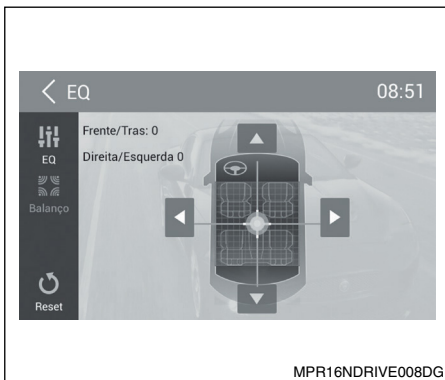 EQ
08:51
Frente/Tras: 0
Direita/Esquerda 0
EQ
Balanço
Reset
MPR16NDRIVE008DG